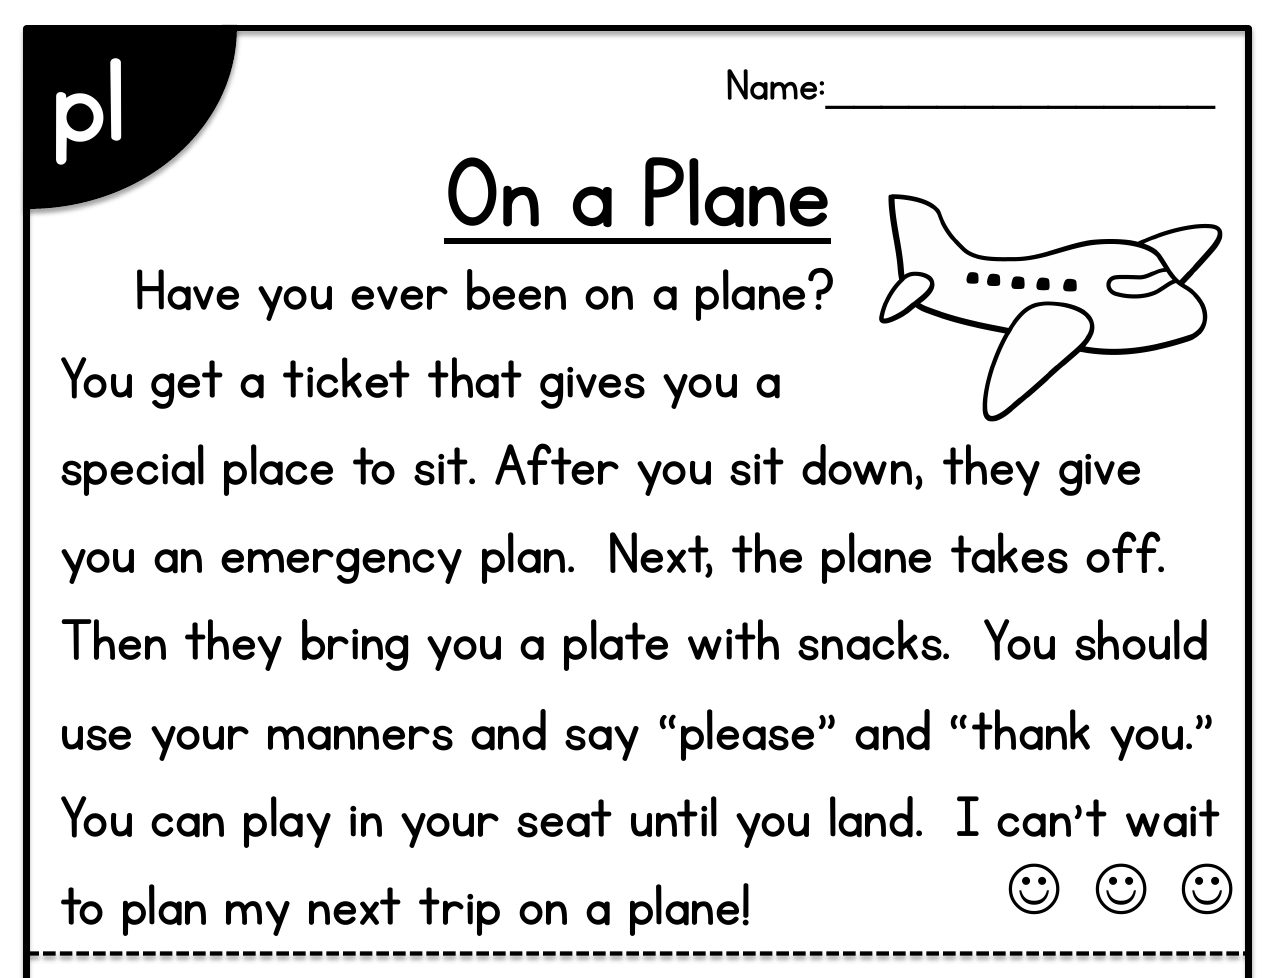 pl
Name:
On a Plane
Have you ever been on a plane?
You get a ticket that gives you a
special place to sit. After you sit down, they give
you an emergency plan.  Next, the plane takes off.
Then they bring you a plate with snacks.  You should
use your manners and say “please” and “thank you.”
You can play in your seat until you land.  I can’t wait
to plan my next trip on a plane!